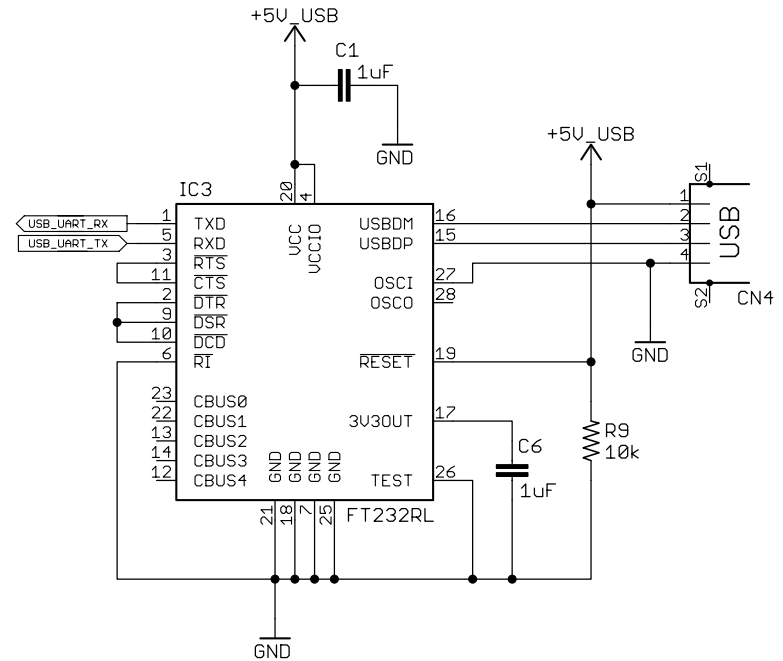 +5V_USB
C1
1uF
GND
+5V_USB
IC3
20
4
S1
USB_UART_RX
1
TXD
VCC
VCCIO
USBDM
16
1
2
USB_UART_TX
5
RXD
USBDP
15
3
USB
3
RTS
4
11
CTS
OSCI
27
2
DTR
OSCO
28
S2
CN4
9
DSR
10
DCD
GND
6
RI
RESET
19
23
CBUS0
22
CBUS1
3V3OUT
17
R9
13
CBUS2
10k
14
CBUS3
C6
12
CBUS4
GND
GND
GND
GND
TEST
26
1uF
21
18
7
25
FT232RL
GND